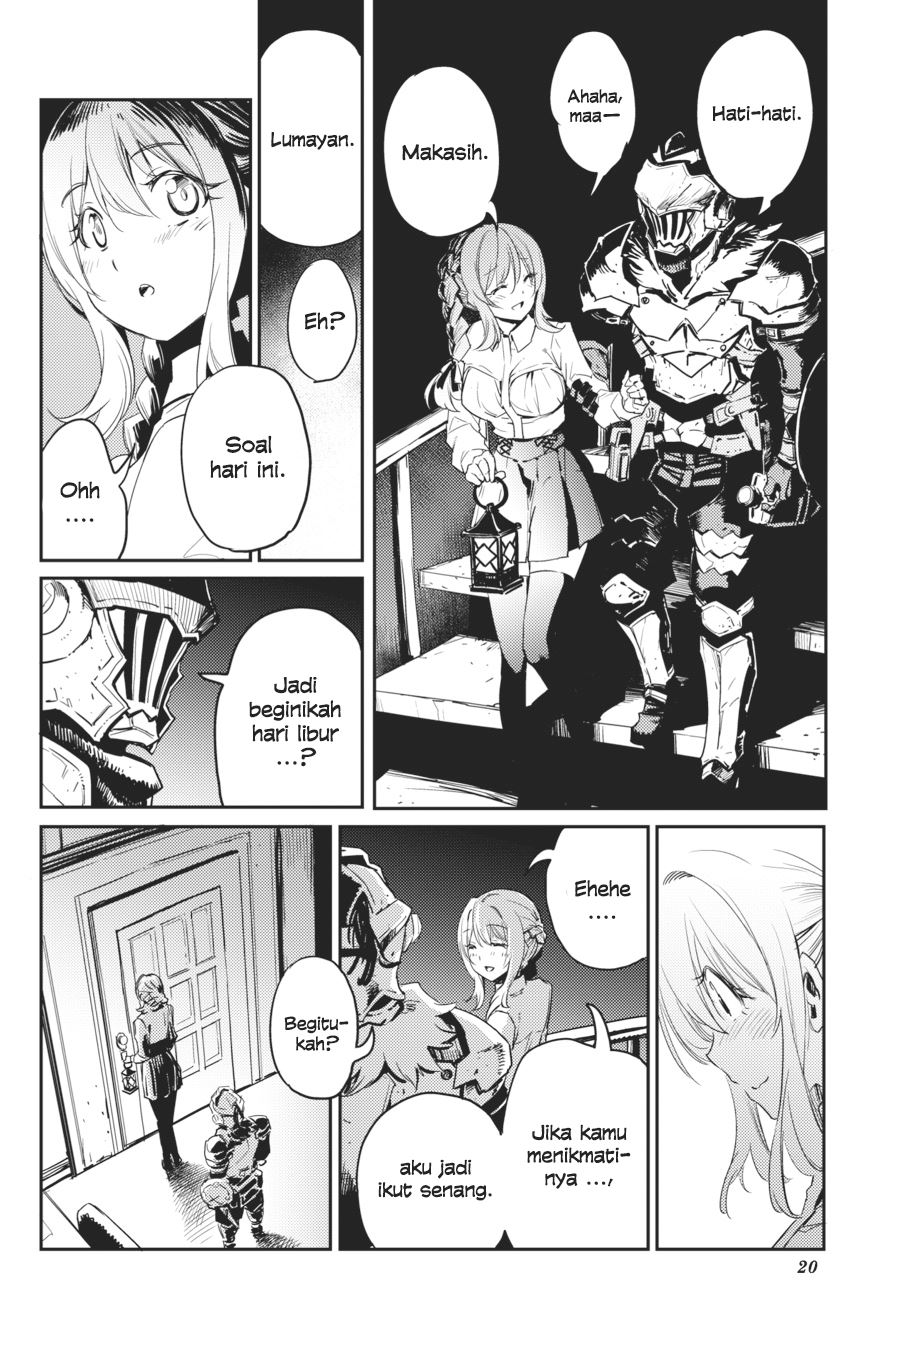 Hati-hati.
Ahaha,
maa—
Makasih.
Lumayan.
Eh?
Soal
hari ini.
Ohh
....
Jadi
beginikah
hari libur
...?
Ehehe
....
Jika kamu
menikmati-
nya ...,
aku jadi
ikut senang.
Begitu-
kah?
20